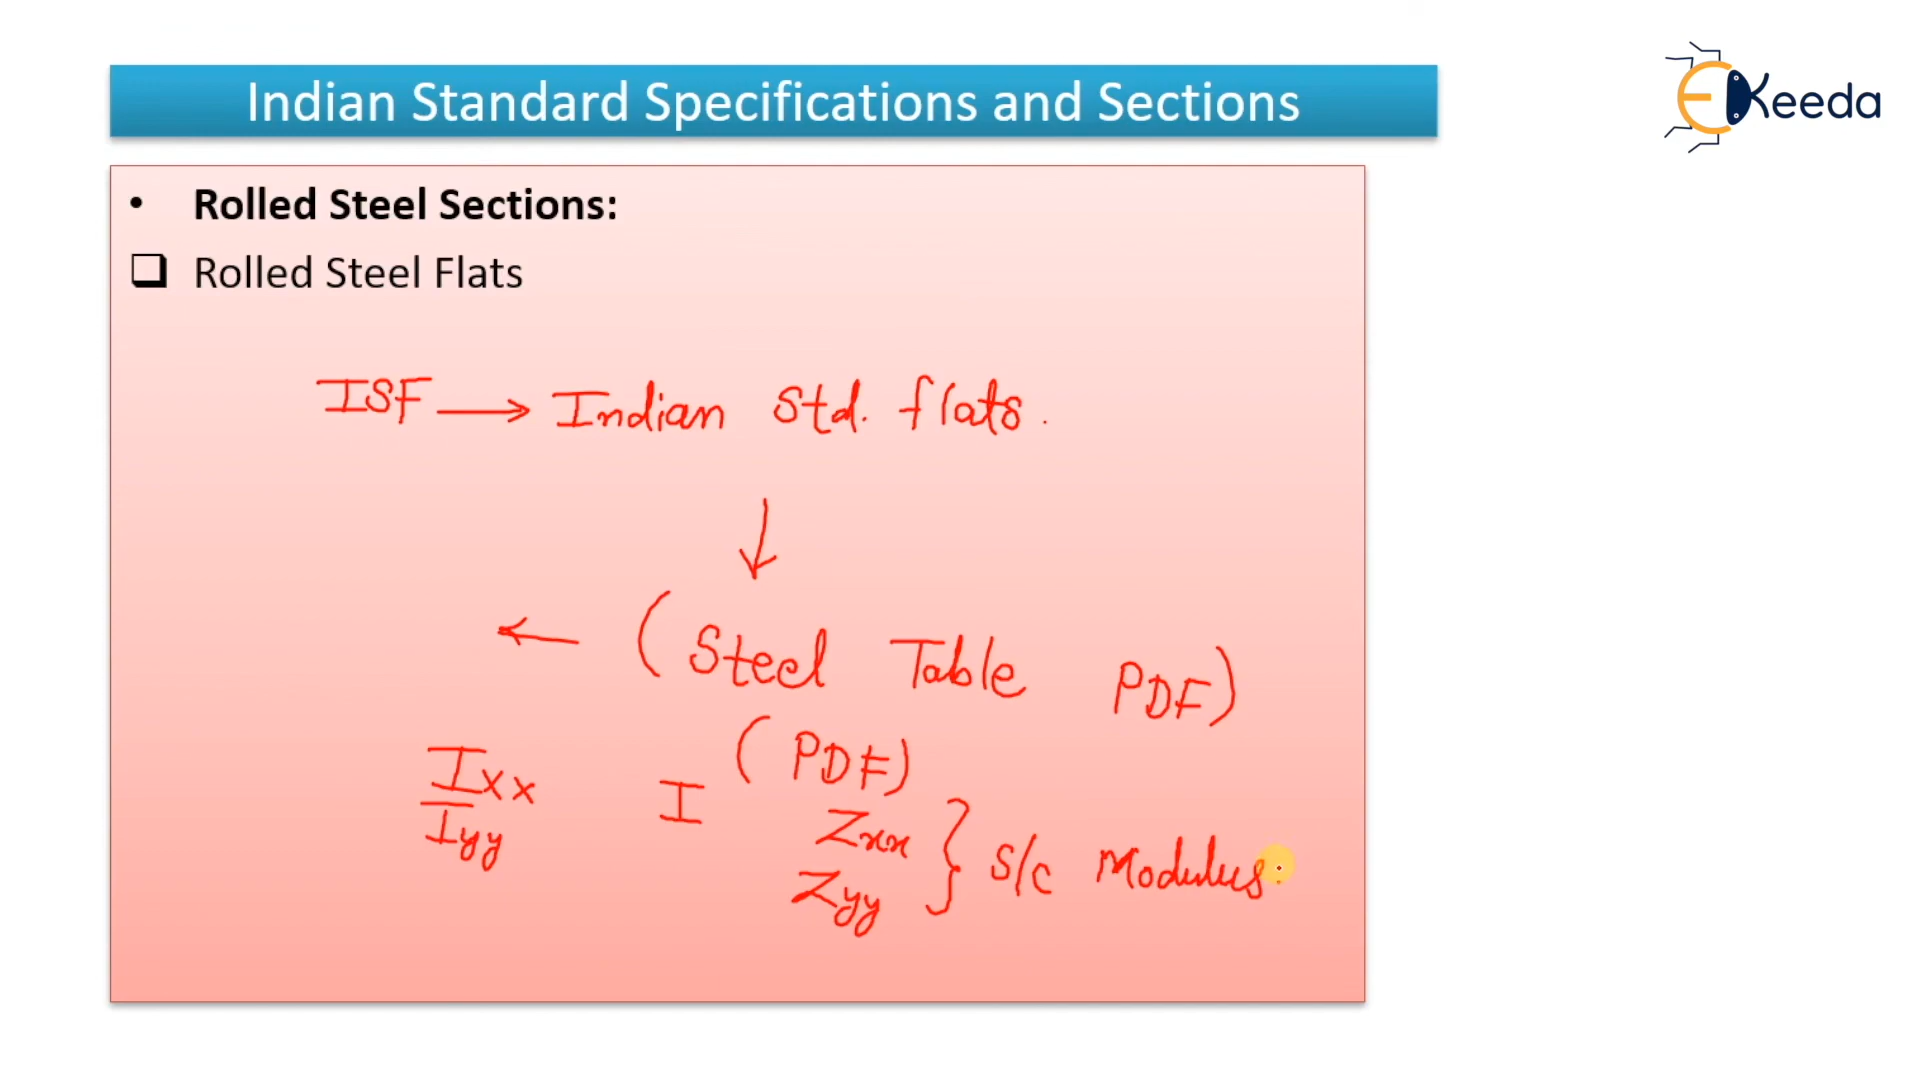 Indian Standard Specifications and Sections
EKeeda
• Rolled Steel Sections:
❑ Rolled Steel Flats
ISF → Indian Std. flats.
↓
← (Steel Table PDF)
(PDF)
Ixx I
Iyy
Zxx
Zyy } S/C Modulus.